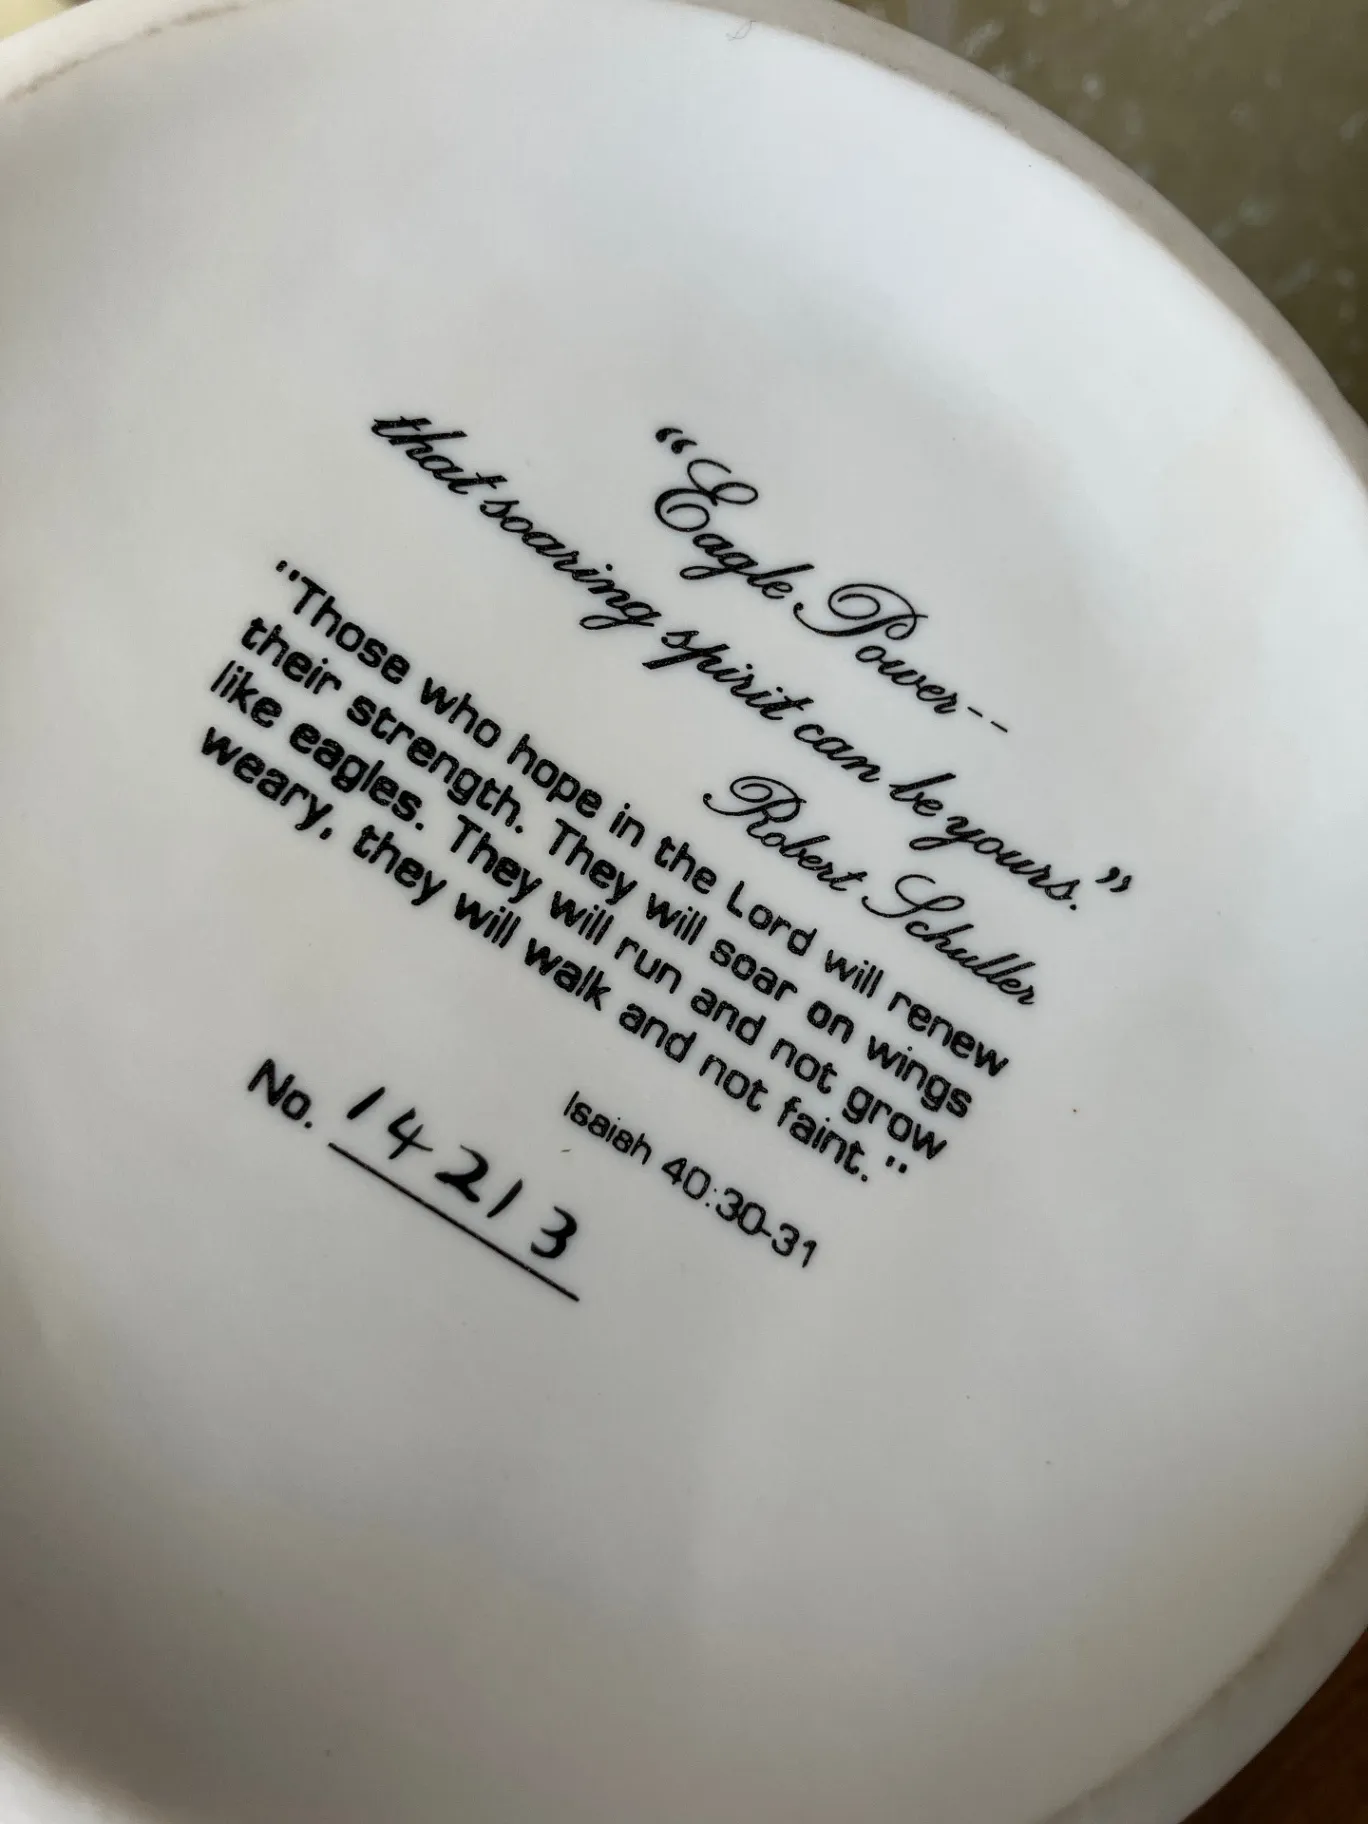 “Eagle Power--
that soaring spirit can be yours.”
Robert Schuller
"Those who hope in the Lord will renew
their strength. They will soar on wings
like eagles. They will run and not grow
weary, they will walk and not faint."
Isaiah 40:30-31
No. 14213